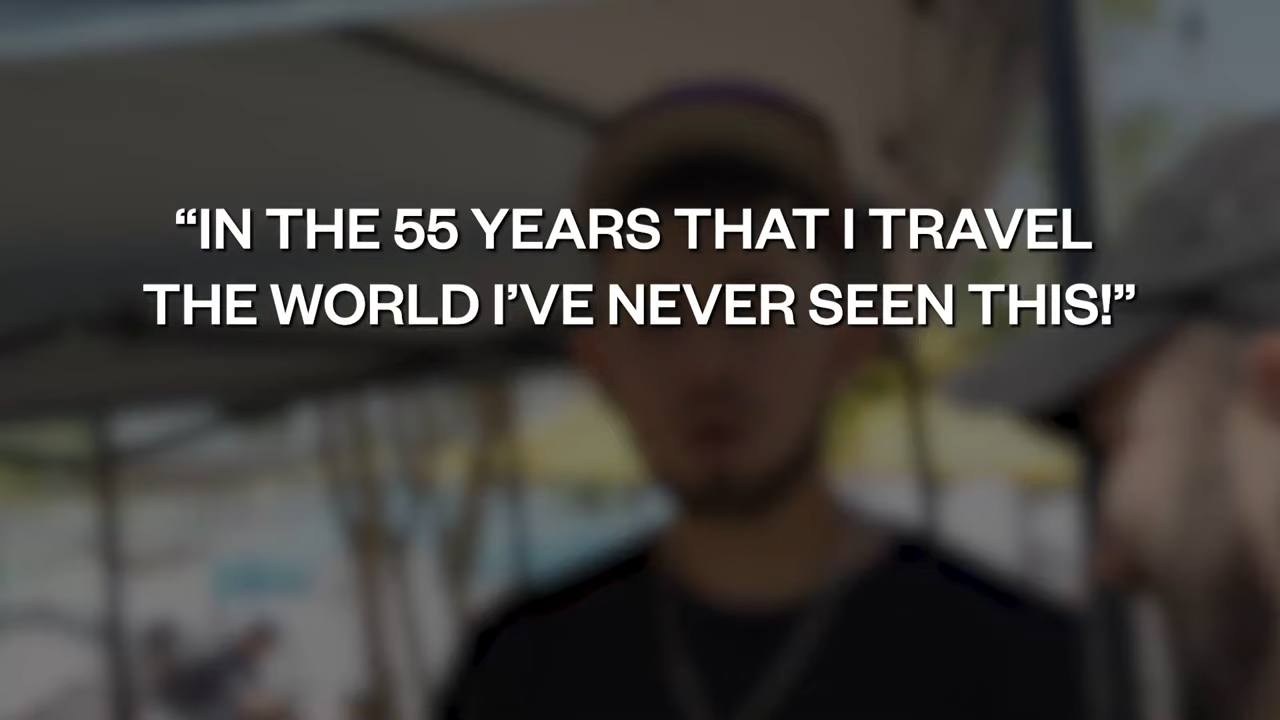 “IN THE 55 YEARS THAT I TRAVEL
THE WORLD I’VE NEVER SEEN THIS!”